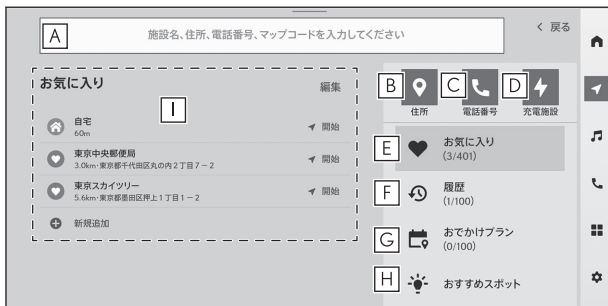 A
施設名、住所、電話番号、マップコードを入力してください
戻る
お気に入り
I
編集
自宅
60m
開始
東京中央郵便局
3.0km･東京都千代田区丸の内２丁目７－２
開始
東京スカイツリー
5.6km･東京都墨田区押上１丁目１－２
開始
新規追加
B
住所
C
電話番号
D
充電施設
E
お気に入り
(3/401)
F
履歴
(1/100)
G
おでかけプラン
(0/100)
H
おすすめスポット